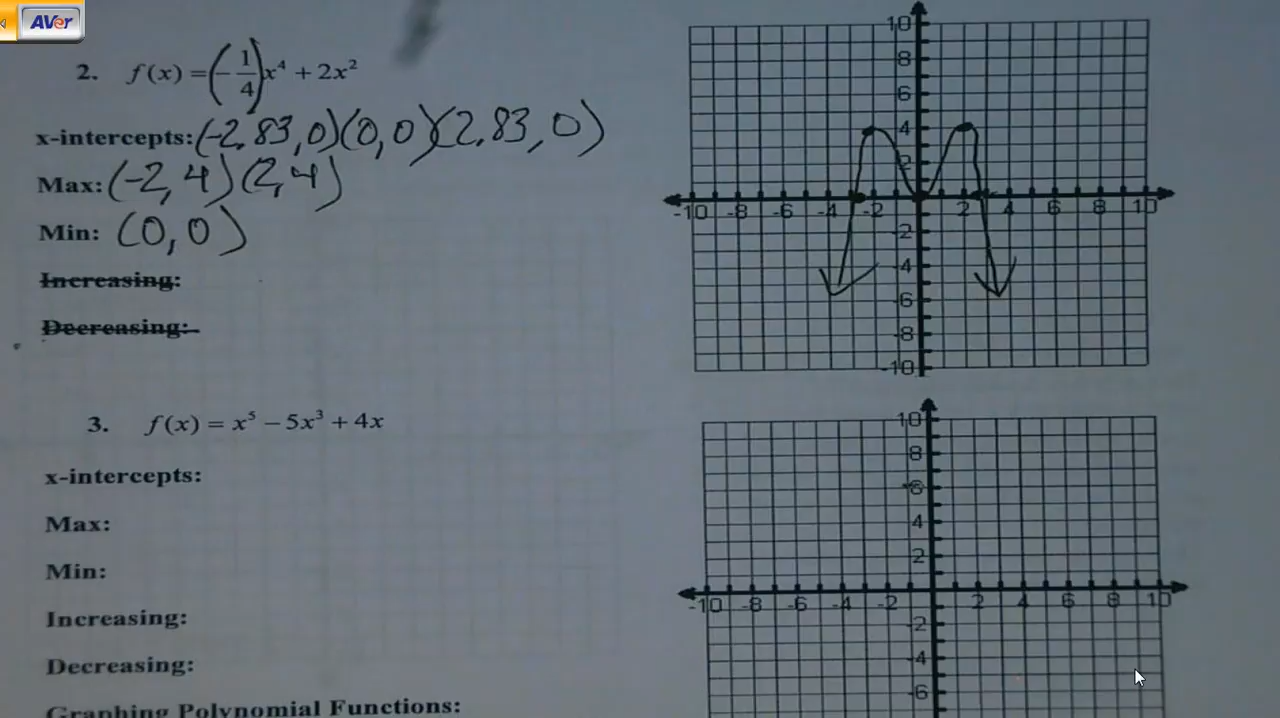 AVer
2. f(x) = (-1/4)x⁴ + 2x²
x-intercepts: (-2.83, 0)(0, 0)(2.83, 0)
Max: (-2, 4)(2, 4)
Min: (0, 0)
Increasing:
Decreasing:
10
8
6
4
2
-10 -8 -6 -4 -2 2 4 6 8 10
-2
-4
-6
-8
-10
3. f(x) = x⁵ – 5x³ + 4x
x-intercepts:
Max:
Min:
Increasing:
Decreasing:
Graphing Polynomial Functions:
10
8
6
4
2
-10 -8 -6 -4 -2 2 4 6 8 10
-2
-4
-6